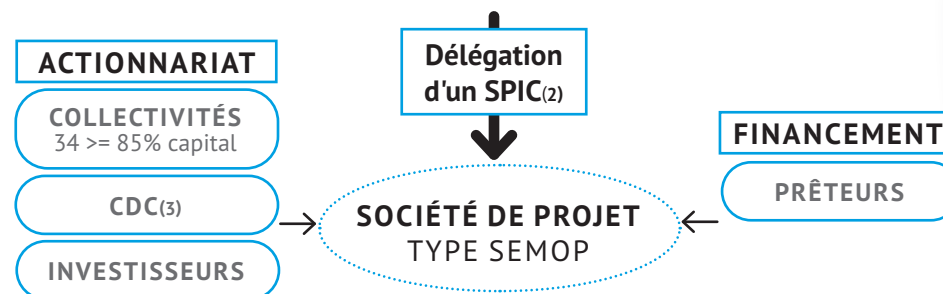 ACTIONNARIAT
COLLECTIVITÉS
34 >= 85% capital
CDC(3)
INVESTISSEURS
Délégation
d'un SPIC(2)
SOCIÉTÉ DE PROJET
TYPE SEMOP
FINANCEMENT
PRÊTEURS